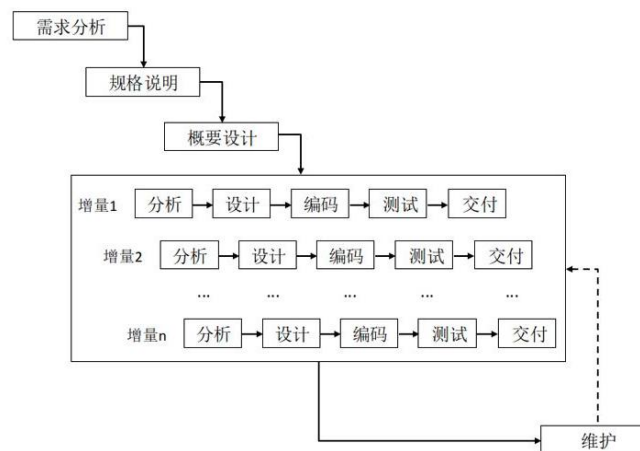 需求分析
规格说明
概要设计
增量1 分析 设计 编码 测试 交付
增量2 分析 设计 编码 测试 交付
... ... ... ... ...
增量n 分析 设计 编码 测试 交付
维护